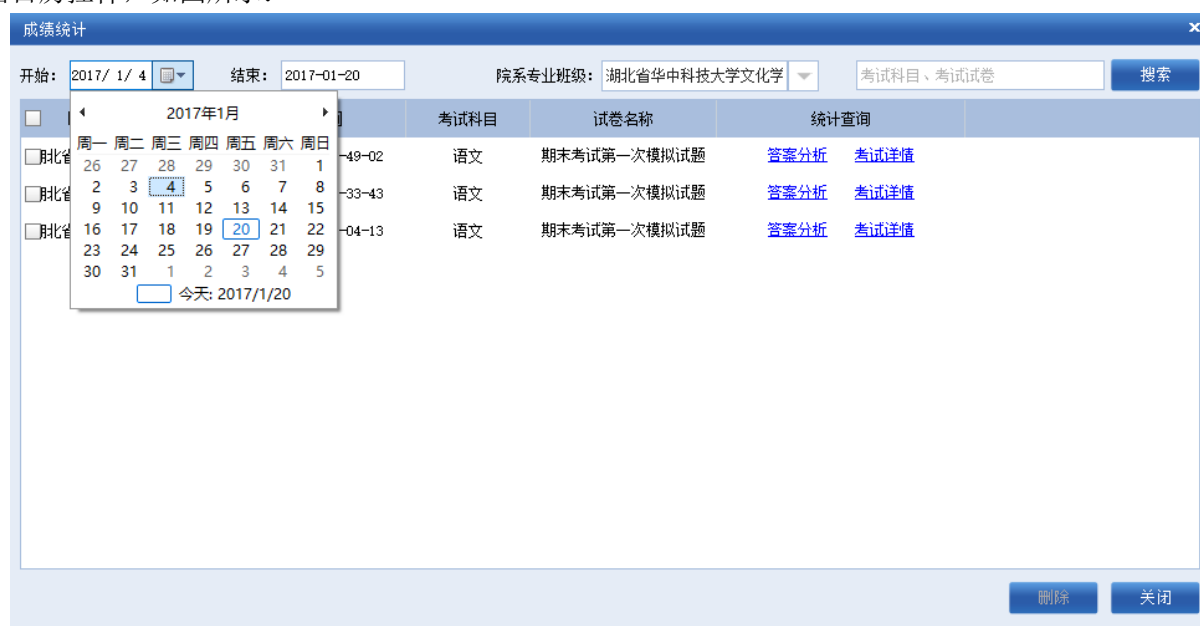 成绩统计
开始: 2017/ 1/ 4 结束: 2017-01-20 院系专业班级: 湖北省华中科技大学文化学 考试科目、考试试卷 搜索
考试科目 试卷名称 统计查询
2017年1月
周一 周二 周三 周四 周五 周六 周日
26 27 28 29 30 31 1
2 3 4 5 6 7 8
9 10 11 12 13 14 15
16 17 18 19 20 21 22
23 24 25 26 27 28 29
30 31 1 2 3 4 5
今天: 2017/1/20
-49-02 语文 期末考试第一次模拟试题 答案分析 考试详情
-33-43 语文 期末考试第一次模拟试题 答案分析 考试详情
-04-13 语文 期末考试第一次模拟试题 答案分析 考试详情
删除 关闭